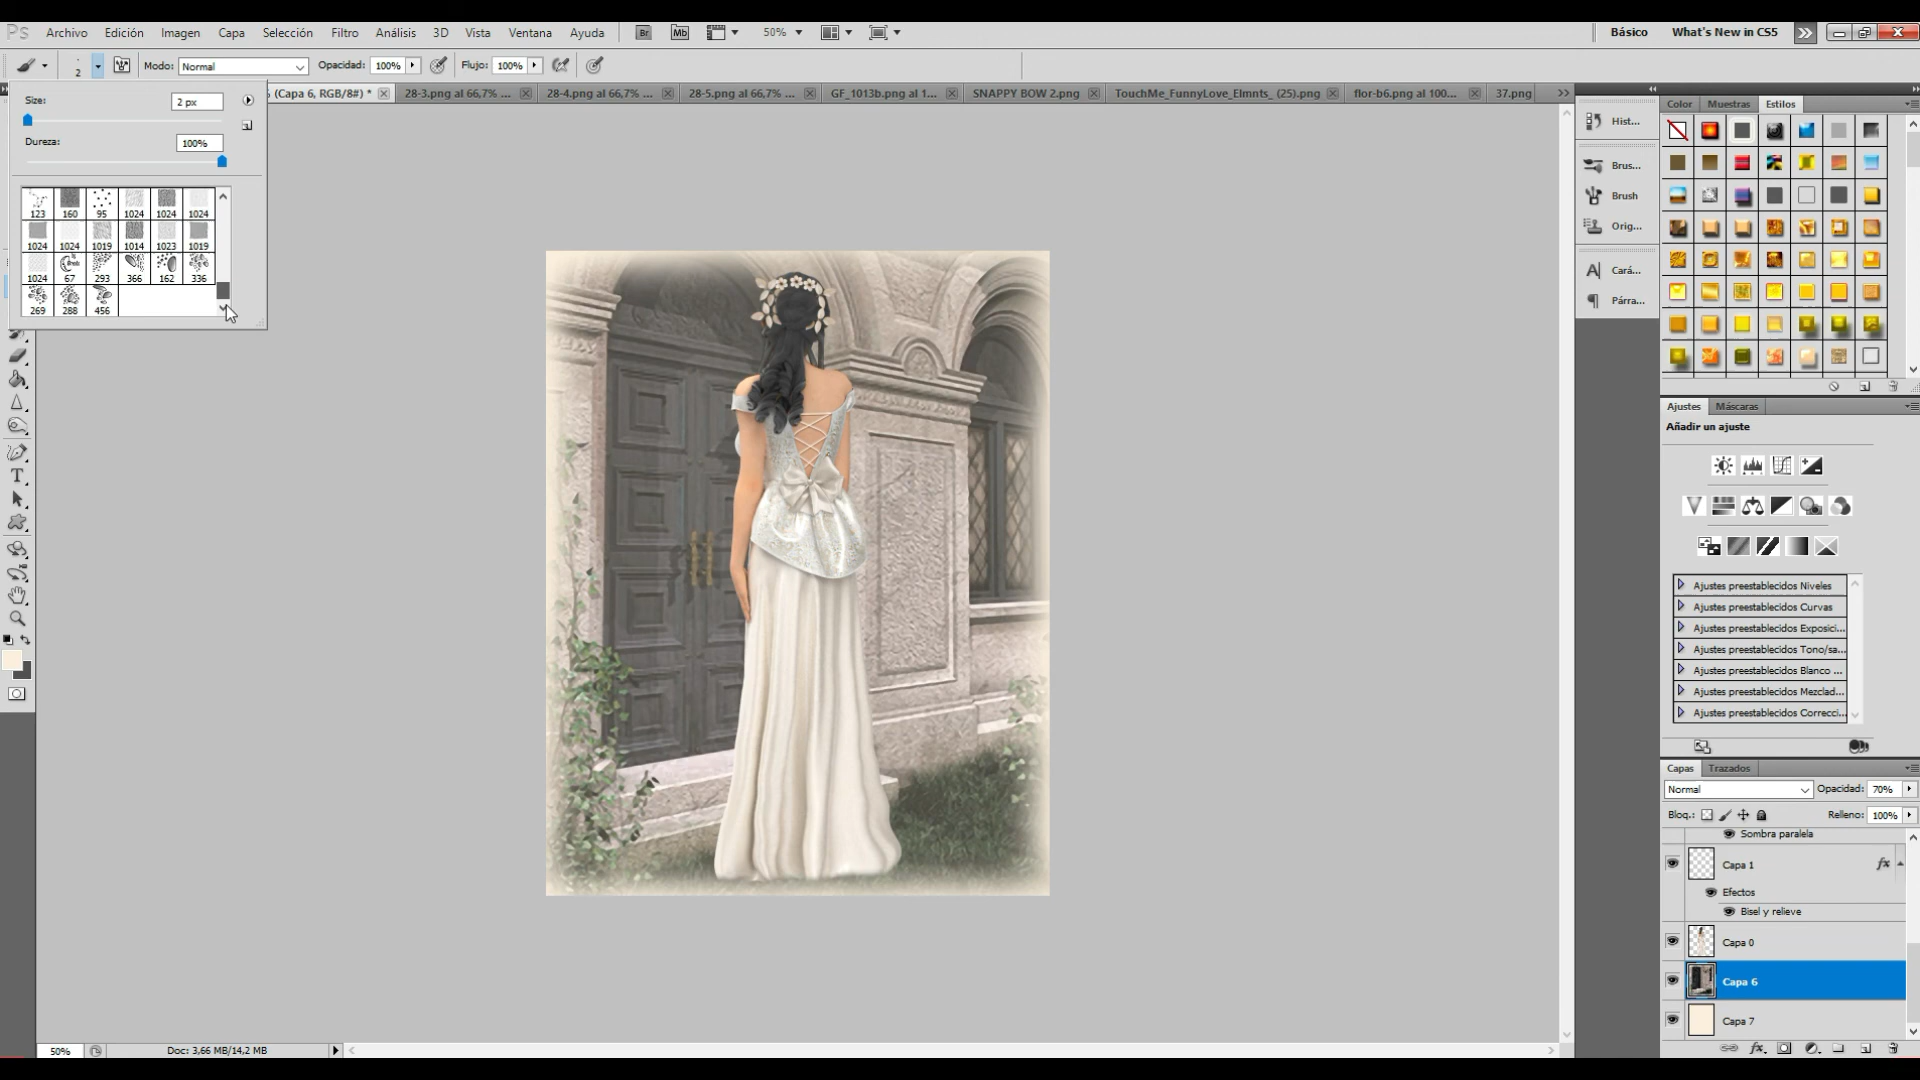 Ps Archivo Edición Imagen Capa Selección Filtro Análisis 3D Vista Ventana Ayuda Br Mb 50% Básico What's New in CS5
2 Modo: Normal Opacidad: 100% Flujo: 100%
(Capa 6, RGB/8#) * 28-3.png al 66,7% ... 28-4.png al 66,7% ... 28-5.png al 66,7% ... GF_1013b.png al 1... SNAPPY BOW 2.png TouchMe_FunnyLove_Elmnts_ (25).png flor-b6.png al 100... 37.png
Size: 2 px
Dureza: 100%
123 160 95 1024 1024 1024
1024 1024 1019 1014 1023 1019
1024 67 293 366 162 336
269 288 456
Hist...
Brus...
Brush
Orig...
Cará...
Párra...
Color Muestras Estilos
Ajustes Máscaras
Añadir un ajuste
Ajustes preestablecidos Niveles
Ajustes preestablecidos Curvas
Ajustes preestablecidos Exposici...
Ajustes preestablecidos Tono/sa...
Ajustes preestablecidos Blanco ...
Ajustes preestablecidos Mezclad...
Ajustes preestablecidos Correcci...
Capas Trazados
Normal Opacidad: 70%
Bloq.: Relleno: 100%
Sombra paralela
Capa 1 fx
Efectos
Bisel y relieve
Capa 0
Capa 6
Capa 7
fx
50% Doc: 3,66 MB/14,2 MB